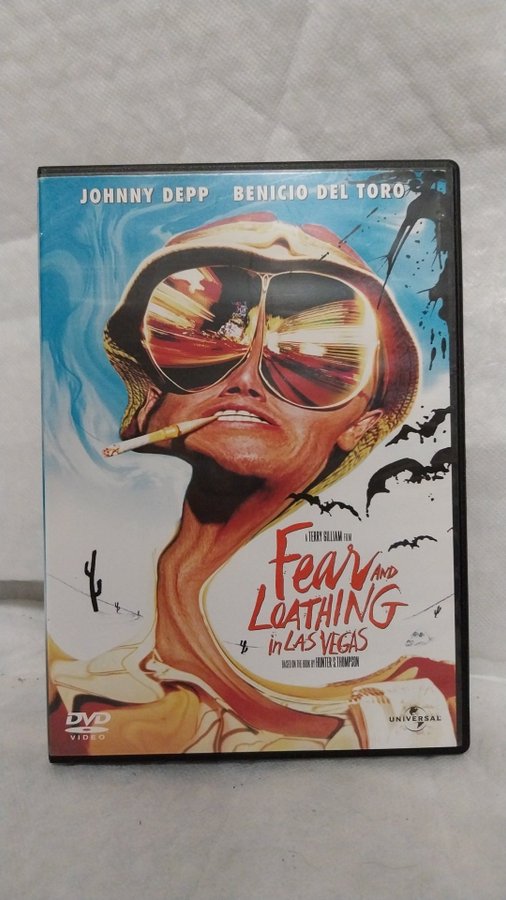 JOHNNY DEPP BENICIO DEL TORO
A TERRY GILLIAM FILM
Fear AND
LOATHING
in LAS VEGAS
BASED ON THE BOOK BY HUNTER S. THOMPSON
DVD
VIDEO
UNIVERSAL